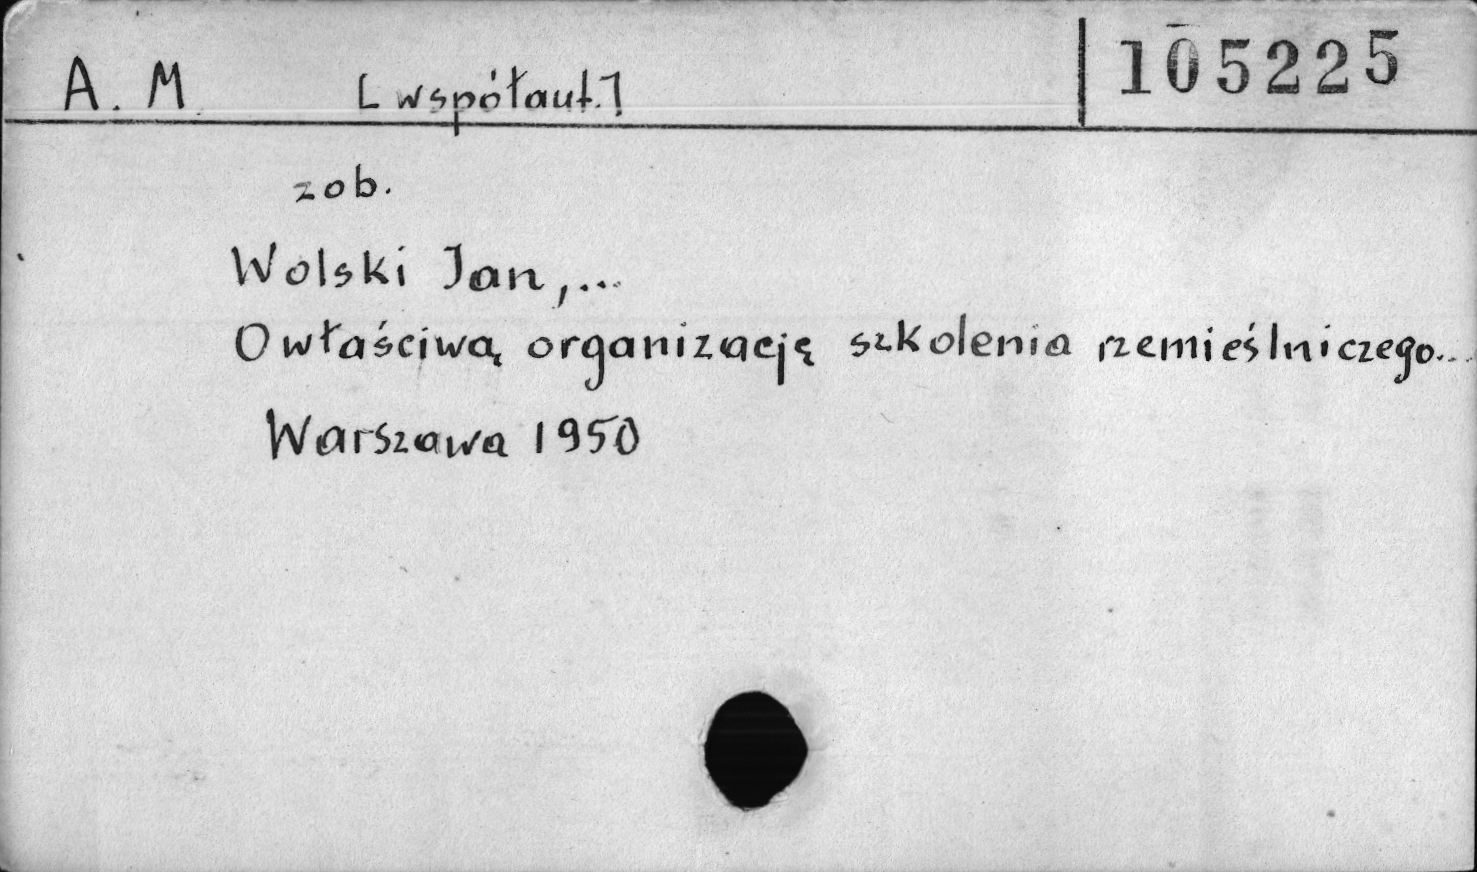 A. M [współaut.] 105225
zob.
Wolski Jan,...
O właściwą organizację szkolenia rzemieślniczego...
Warszawa 1950